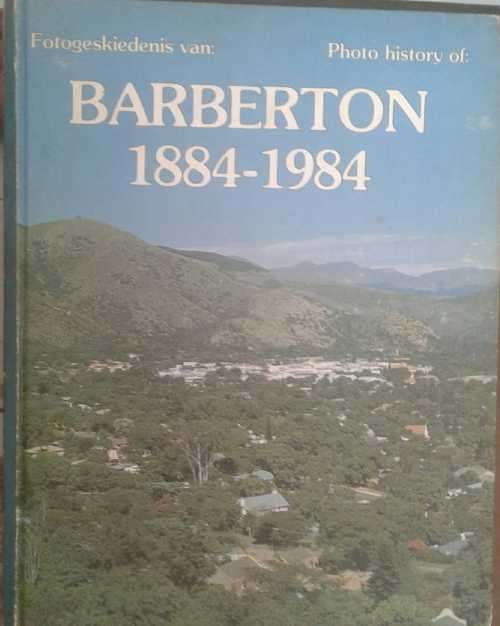 Fotogeskiedenis van:
Photo history of:
BARBERTON
1884-1984